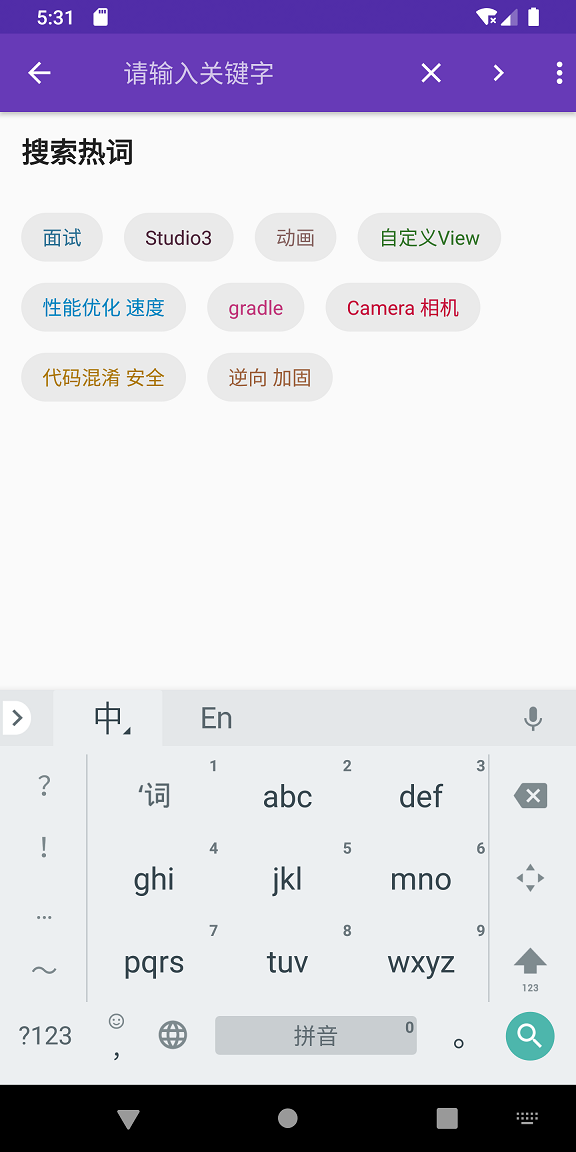 5:31
请输入关键字
搜索热词
面试 Studio3 动画 自定义View
性能优化 速度 gradle Camera 相机
代码混淆 安全 逆向 加固
中 En
? 1 2 3
'词 abc def
! 4 5 6
ghi jkl mno
… 7 8 9
～ pqrs tuv wxyz
123
?123 , 拼音 0 。